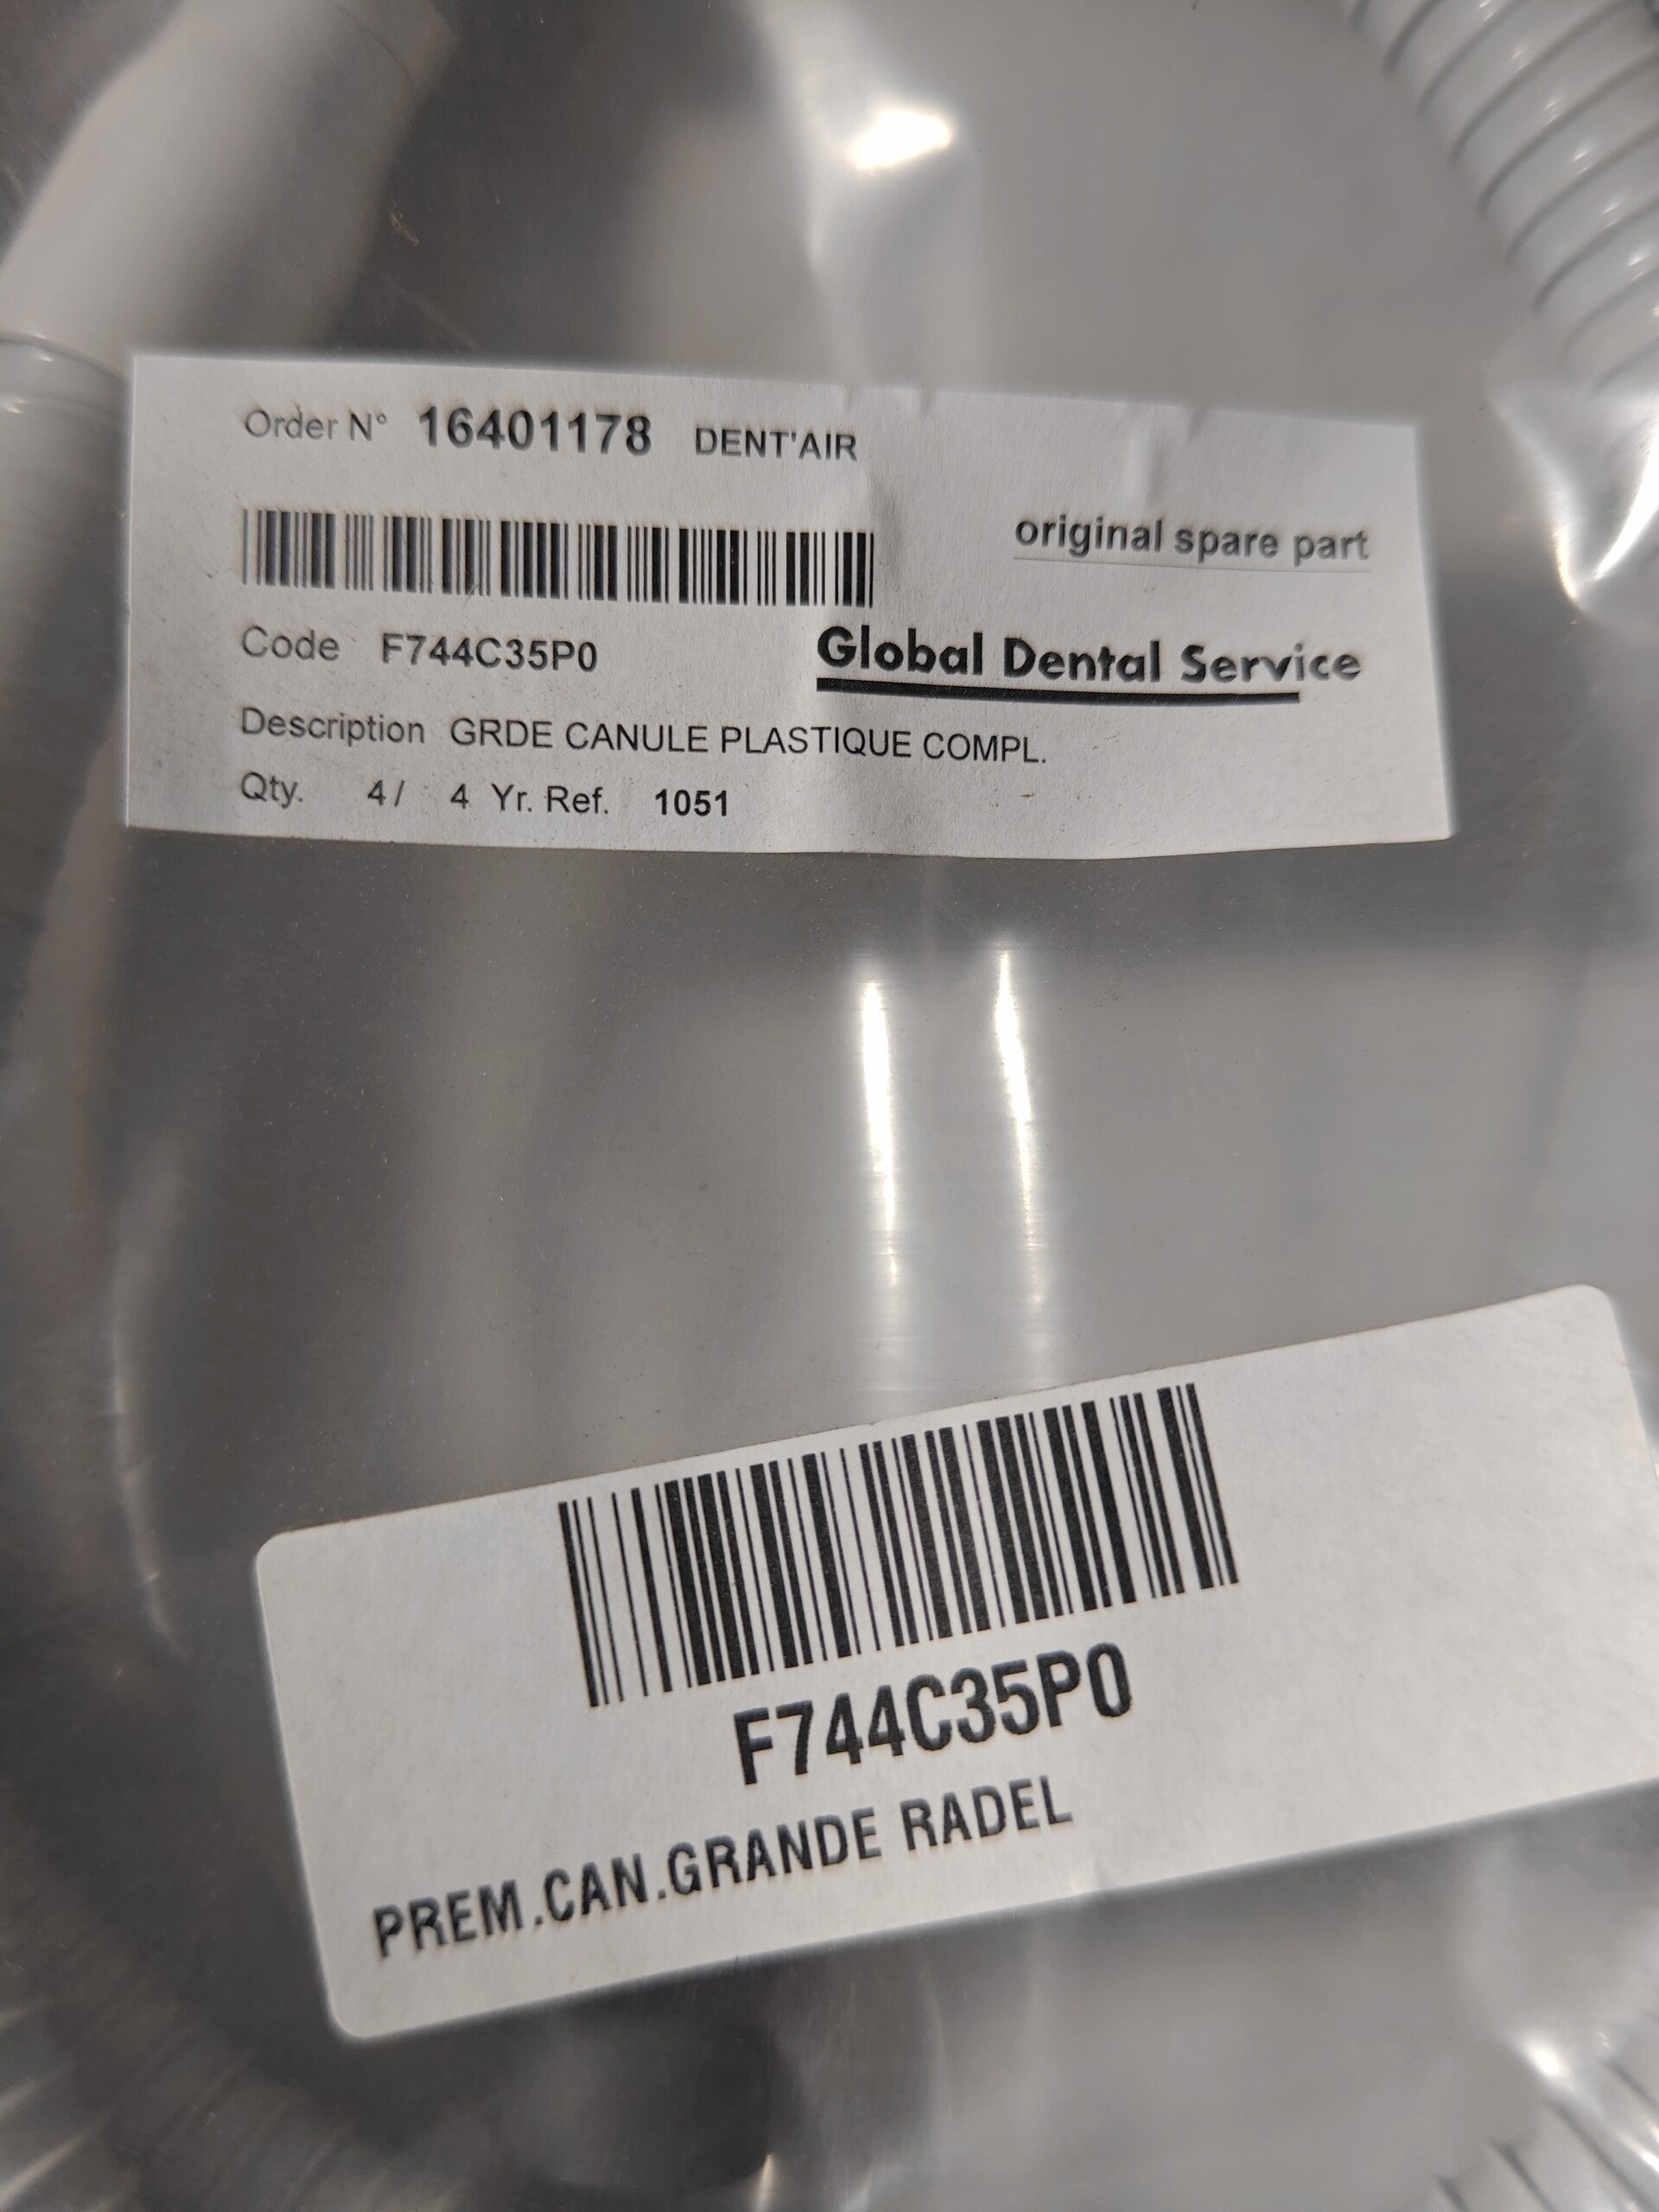 Order N° 16401178 DENT'AIR
original spare part
Code F744C35P0
Global Dental Service
Description GRDE CANULE PLASTIQUE COMPL.
Qty. 4 / 4 Yr. Ref. 1051
F744C35P0
PREM.CAN.GRANDE RADEL